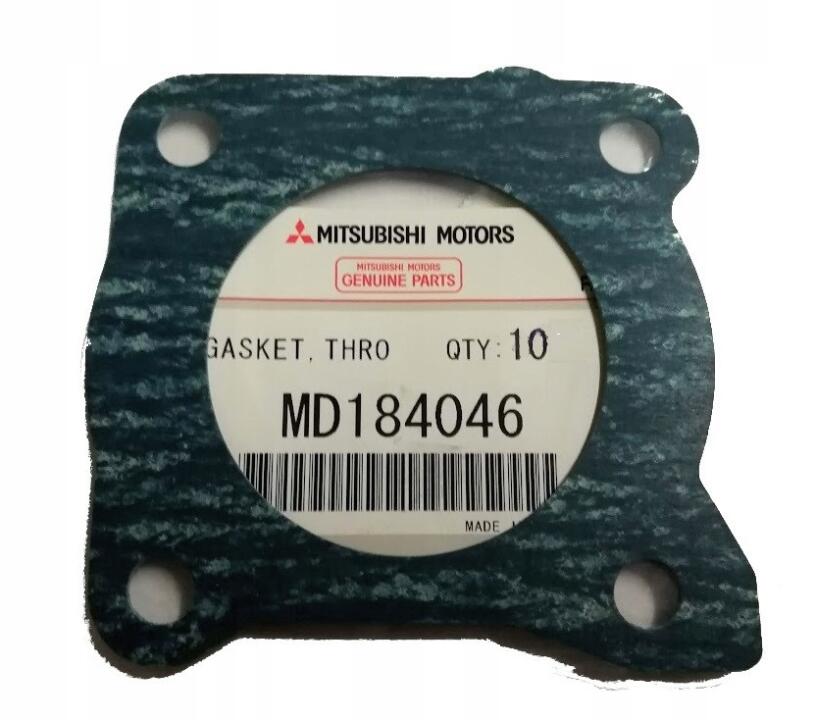 MITSUBISHI MOTORS
MITSUBISHI MOTORS
GENUINE PARTS
GASKET, THRO QTY: 10
MD184046
MADE